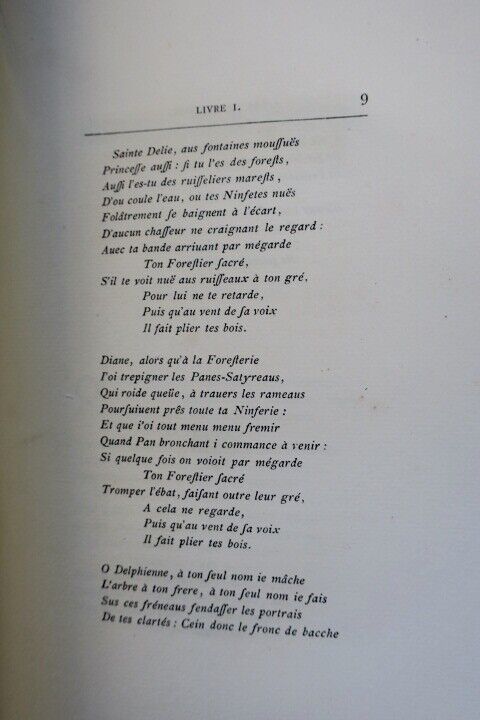 LIVRE I.
9
Sainte Delie, aus fontaines mouſſuës
Princeſſe auſſi : ſi tu l'es des foreſts,
Auſſi l'es-tu des ruiſſeliers mareſts,
D'ou coule l'eau, ou tes Ninfetes nuës
Folâtrement ſe baignent à l'écart,
D'aucun chaſſeur ne craignant le regard :
Auec ta bande arriuant par mégarde
Ton Foreſtier ſacré,
S'il te voit nuë aus ruiſſeaux à ton gré,
Pour lui ne te retarde,
Puis qu'au vent de ſa voix
Il fait plier tes bois.
Diane, alors qu'à la Foreſterie
I'oi trepigner les Panes-Satyreaus,
Qui roide queüe, à trauers les rameaus
Pourſuiuent prês toute ta Ninferie :
Et que i'oi tout menu menu fremir
Quand Pan bronchant i commance à venir :
Si quelque fois on voioit par mégarde
Ton Foreſtier ſacré
Tromper l'ébat, faiſant outre leur gré,
A cela ne regarde,
Puis qu'au vent de ſa voix
Il fait plier tes bois.
O Delphienne, à ton ſeul nom ie mâche
L'arbre à ton frere, à ton ſeul nom ie fais
Sus ces fréneaus ſendaſſer les portrais
De tes clartés : Cein donc le fronc de bacche